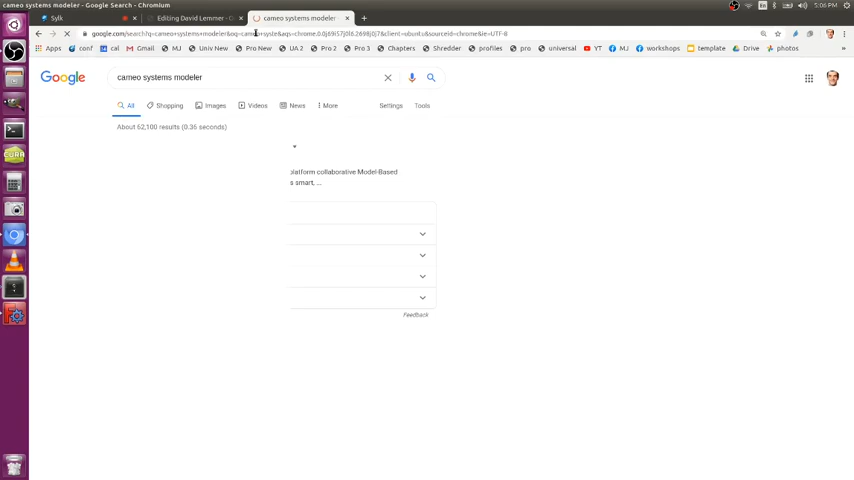 cameo systems modeler - Google Search - Chromium
En
5:06 PM
Sylk
Editing David Lemmer - G
cameo systems modeler
google.com/search?q=cameo+systems+modeler&oq=cameo+syste&aqs=chrome.0.0j69i57j0l6.2698j0j7&client=ubuntu&sourceid=chrome&ie=UTF-8
Apps conf cal Gmail MJ Univ New Pro New UA 2 Pro 2 Pro 3 Chapters Shredder profiles pro universal YT MJ workshops template Drive photos
Google
cameo systems modeler
All Shopping Images Videos News More Settings Tools
About 62,100 results (0.35 seconds)
platform collaborative Model-Based
s smart, ...
Feedback
CURA